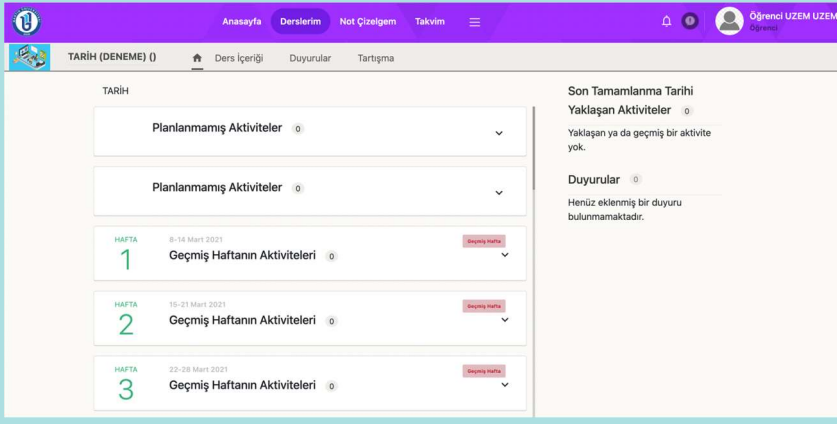 Anasayfa Derslerim Not Çizelgem Takvim
Öğrenci UZEM UZEM
Öğrenci
TARİH (DENEME) () Ders İçeriği Duyurular Tartışma
TARİH
Planlanmamış Aktiviteler 0
Planlanmamış Aktiviteler 0
HAFTA
1
8-14 Mart 2021
Geçmiş Haftanın Aktiviteleri 0
Geçmiş Hafta
HAFTA
2
15-21 Mart 2021
Geçmiş Haftanın Aktiviteleri 0
Geçmiş Hafta
HAFTA
3
22-28 Mart 2021
Geçmiş Haftanın Aktiviteleri 0
Geçmiş Hafta
Son Tamamlanma Tarihi
Yaklaşan Aktiviteler 0
Yaklaşan ya da geçmiş bir aktivite
yok.
Duyurular 0
Henüz eklenmiş bir duyuru
bulunmamaktadır.